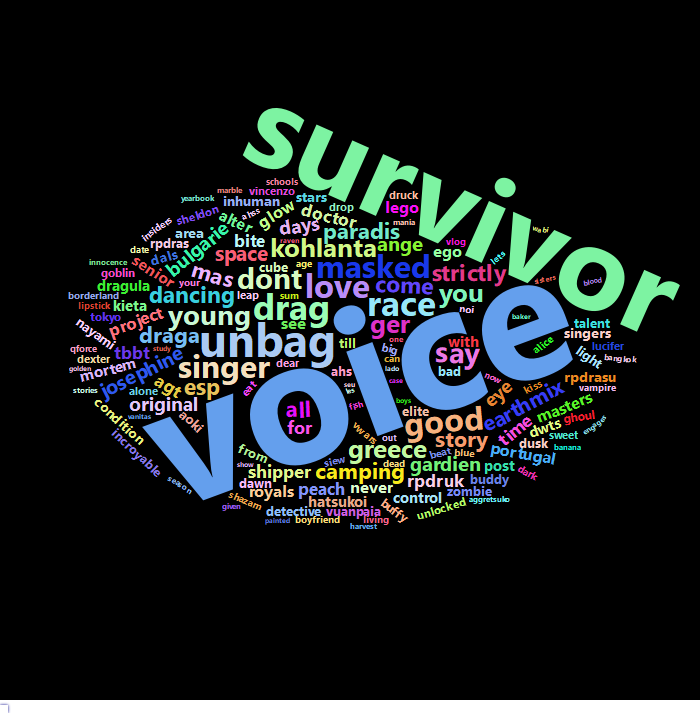 survivor
voice
unbag
drag
race
masked
love
come
dont
singer
good
you
say
young
dancing
kohlanta
paradis
ange
strictly
ger
mas
space
days
doctor
glow
alter
inhuman
stars
vincenzo
schools
marble
yearbook
sheldon
insiders
ahss
drop
druck
lego
mania
vlog
ego
wabi
lets
sisters
blood
area
rpdras
bite
raven
cube
age
date
dals
bulgarie
innocence
goblin
senior
dragula
your
borderland
lipstick
kieta
leap
sum
tokyo
project
nayami
see
till
noi
baker
talent
singers
lucifer
alice
light
bangkok
qforce
draga
study
tbbt
dexter
golden
mortem
josephine
agt
esp
dear
big
one
can
with
bad
ahs
lado
case
seu
les
boys
fish
eat
now
kiss
eye
rpdrasu
vampire
stories
alone
original
vanitas
condition
aoki
incroyable
all
for
elite
earthmix
masters
time
dwts
ghoul
sweet
banana
dusk
story
portugal
greece
out
beat
blue
from
show
siew
dead
camping
shipper
gardien
post
dark
dawn
royals
peach
never
rpdruk
buddy
zombie
control
aggretsuko
unlocked
buffy
hatsukoi
season
shazam
given
detective
vuanpaia
living
painted
boyfriend
harvest